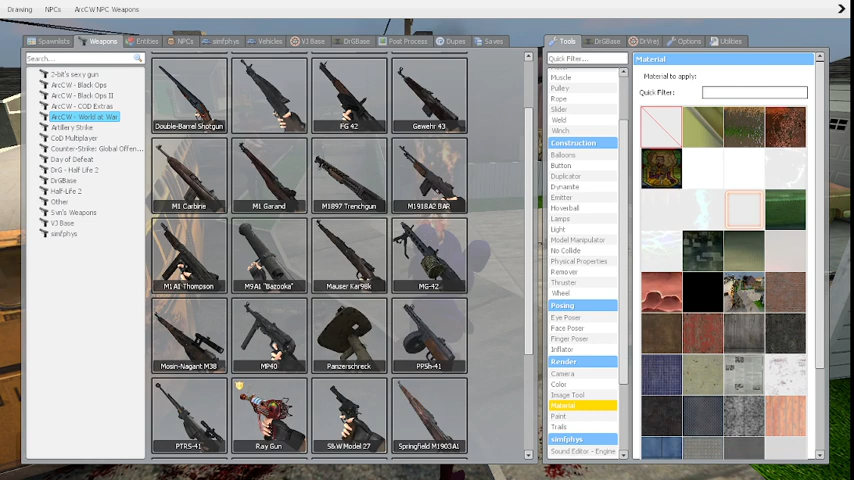 Drawing NPCs ArcCW NPC Weapons
Spawnlists Weapons Entities NPCs simfphys Vehicles VJ Base DrGBase Post Process Dupes Saves
Search...
2-bit's sexy gun
ArcCW - Black Ops
ArcCW - Black Ops II
ArcCW - COD Extras
ArcCW - World at War
Artillery Strike
CoD Multiplayer
Counter-Strike: Global Offen...
Day of Defeat
DrG - Half Life 2
DrGBase
Half-Life 2
Other
Sun's Weapons
VJ Base
simfphys
Double-Barrel Shotgun
FG 42
Gewehr 43
M1 Carbine
M1 Garand
M1897 Trenchgun
M1918A2 BAR
M1A1 Thompson
M9A1 "Bazooka"
Mauser Kar98k
MG-42
Mosin-Nagant M38
MP40
Panzerschreck
PPSh-41
PTRS-41
Ray Gun
S&W Model 27
Springfield M1903A1
Tools DrGBase DrVrej Options Utilities
Quick Filter...
Muscle
Pulley
Rope
Slider
Weld
Winch
Construction
Balloons
Button
Duplicator
Dynamite
Emitter
Hoverball
Lamps
Light
Model Manipulator
No Collide
Physical Properties
Remover
Thruster
Wheel
Posing
Eye Poser
Face Poser
Finger Poser
Inflator
Render
Camera
Color
Image Tool
Material
Paint
Trails
simfphys
Sound Editor - Engine
Material
Material to apply:
Quick Filter: